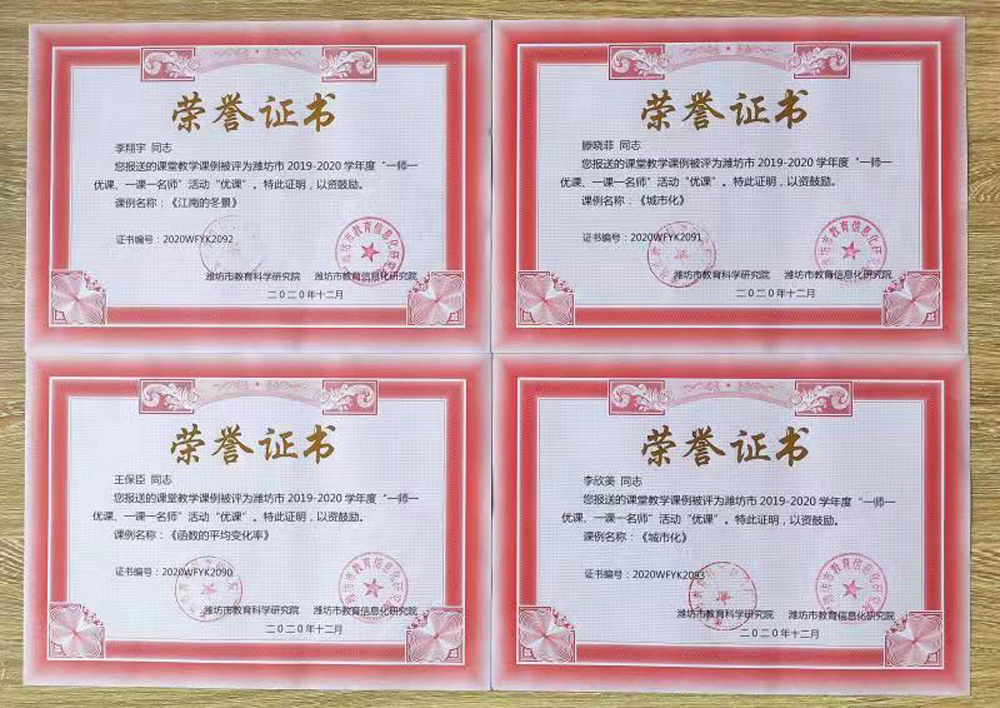 荣誉证书
李翔宇 同志
您报送的课堂教学课例被评为潍坊市 2019-2020 学年度“一师一
优课、一课一名师”活动“优课”。特此证明，以资鼓励。
课例名称：《江南的冬景》
证书编号：2020WFYK2092
潍坊市教育科学研究院 潍坊市教育信息化研究院
二〇二〇年十二月
荣誉证书
滕晓菲 同志
您报送的课堂教学课例被评为潍坊市 2019-2020 学年度“一师一
优课、一课一名师”活动“优课”。特此证明，以资鼓励。
课例名称：《城市化》
证书编号：2020WFYK2091
潍坊市教育科学研究院 潍坊市教育信息化研究院
二〇二〇年十二月
荣誉证书
王保臣 同志
您报送的课堂教学课例被评为潍坊市 2019-2020 学年度“一师一
优课、一课一名师”活动“优课”。特此证明，以资鼓励。
课例名称：《函数的平均变化率》
证书编号：2020WFYK2090
潍坊市教育科学研究院 潍坊市教育信息化研究院
二〇二〇年十二月
荣誉证书
李欣美 同志
您报送的课堂教学课例被评为潍坊市 2019-2020 学年度“一师一
优课、一课一名师”活动“优课”。特此证明，以资鼓励。
课例名称：《城市化》
证书编号：2020WFYK2093
潍坊市教育科学研究院 潍坊市教育信息化研究院
二〇二〇年十二月